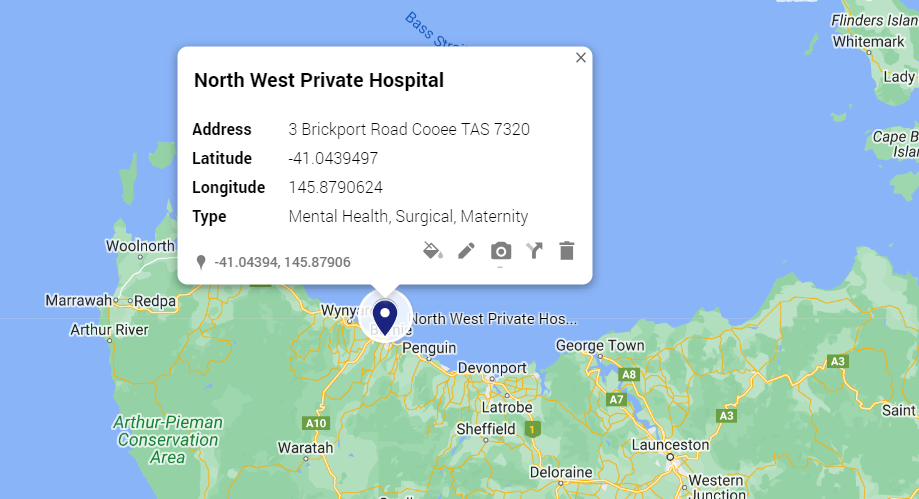 Bass Strai
Flinders Islan
Whitemark
Lady
Cape B
Islan
North West Private Hospital
Address 3 Brickport Road Cooee TAS 7320
Latitude -41.0439497
Longitude 145.8790624
Type Mental Health, Surgical, Maternity
-41.04394, 145.87906
Woolnorth
Marrawah Redpa
Arthur River
Wynyar
Burnie
North West Private Hos...
Penguin
George Town
Devonport
A8
A3
A7
Latrobe
A3
Saint
Arthur-Pieman
Conservation
Area
A10
Sheffield
1
Waratah
Launceston
Deloraine
Western
Junction